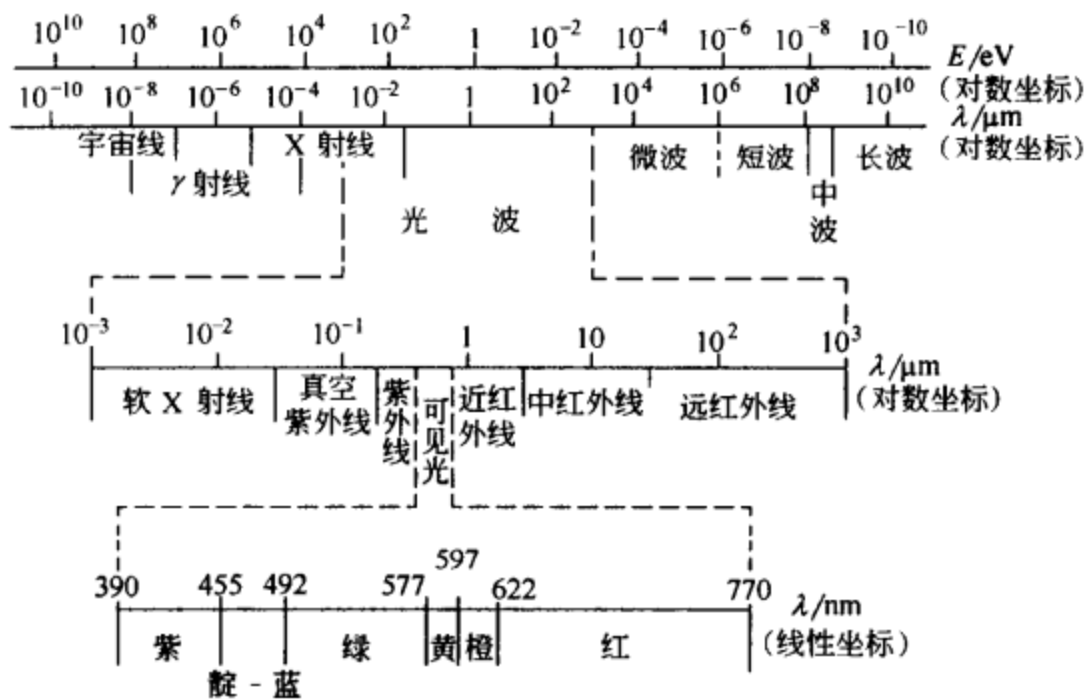 10¹⁰ 10⁸ 10⁶ 10⁴ 10² 1 10⁻² 10⁻⁴ 10⁻⁶ 10⁻⁸ 10⁻¹⁰
E/eV
(对数坐标)
10⁻¹⁰ 10⁻⁸ 10⁻⁶ 10⁻⁴ 10⁻² 1 10² 10⁴ 10⁶ 10⁸ 10¹⁰
λ/μm
(对数坐标)
宇宙线
γ 射线
X 射线
光 波
微波
短波
中波
长波
10⁻³ 10⁻² 10⁻¹ 1 10 10² 10³
λ/μm
(对数坐标)
软 X 射线
真空
紫外线
紫外线
可见光
近红
外线
中红外线
远红外线
390 455 492 577 597 622 770
λ/nm
(线性坐标)
紫
靛 - 蓝
绿
黄
橙
红